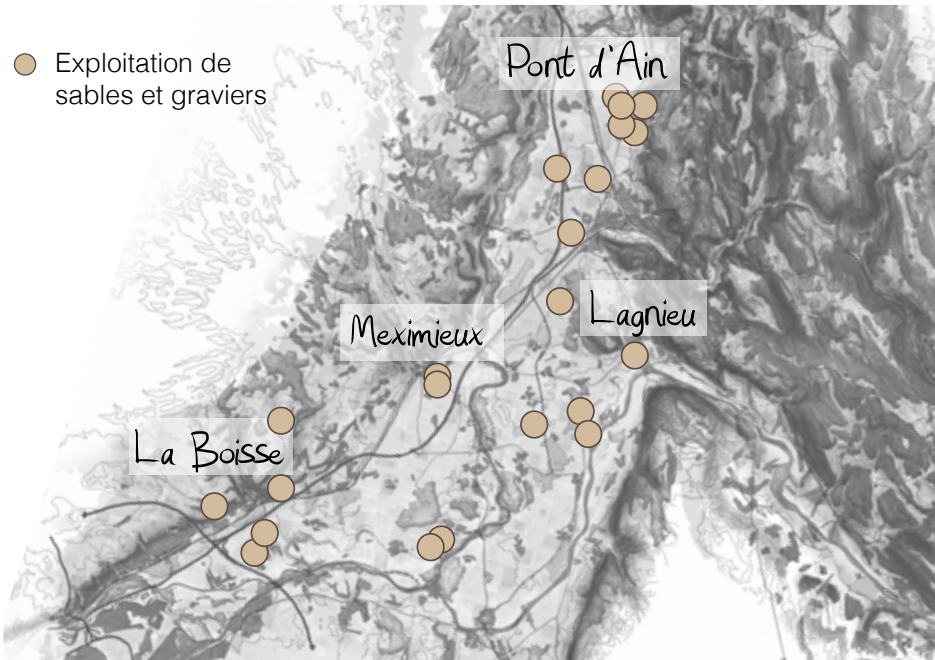 Exploitation de
sables et graviers
Pont d'Ain
Lagnieu
Meximieux
La Boisse